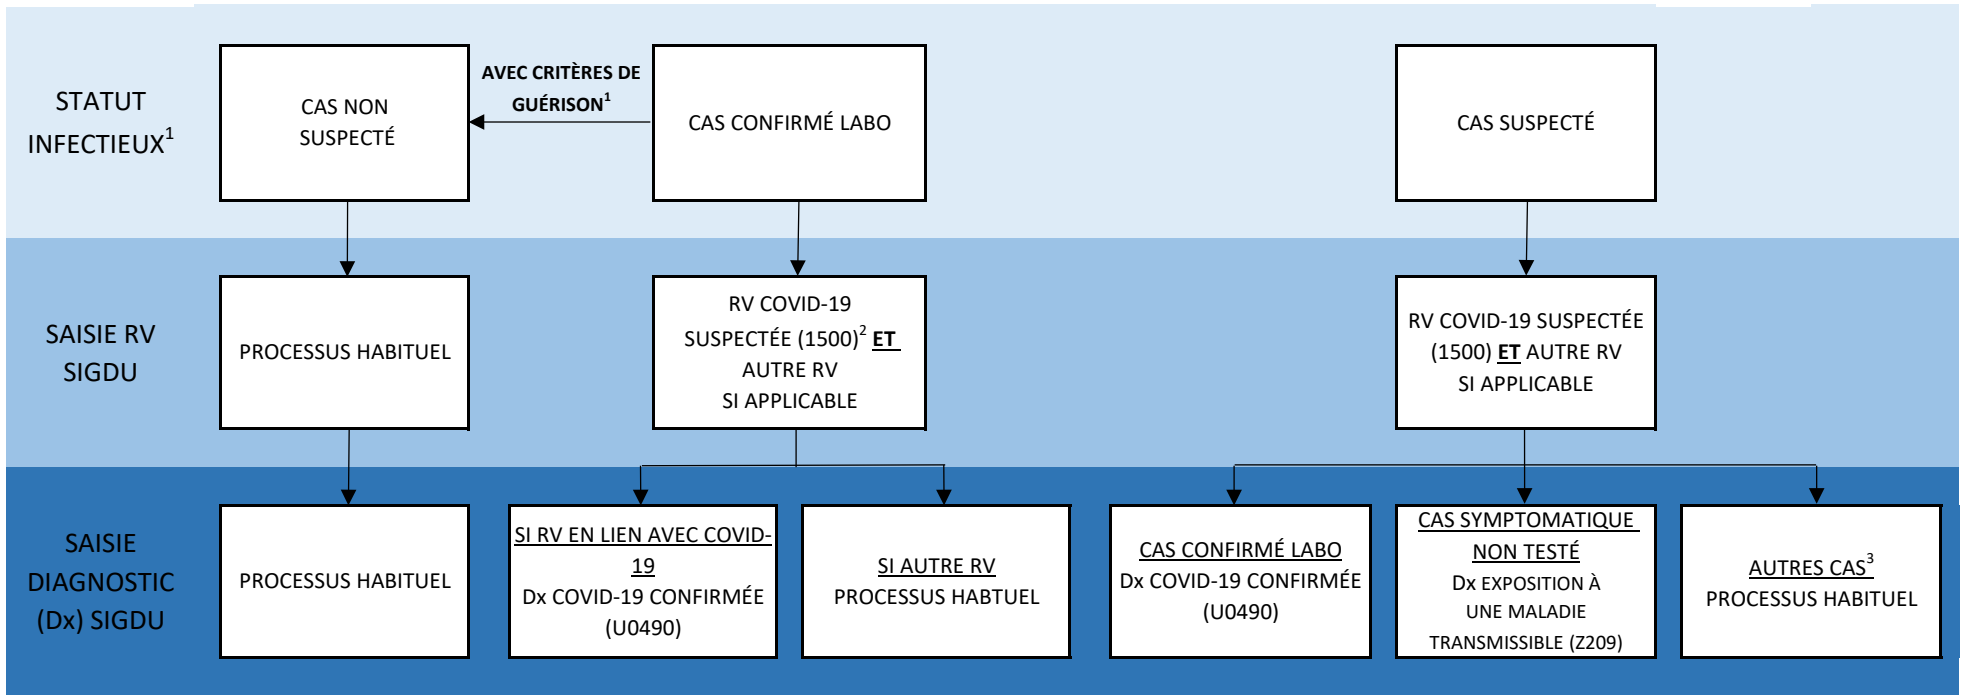 STATUT
INFECTIEUX1
CAS NON
SUSPECTÉ
AVEC CRITÈRES DE
GUÉRISON1
CAS CONFIRMÉ LABO
CAS SUSPECTÉ
SAISIE RV
SIGDU
PROCESSUS HABITUEL
RV COVID-19
SUSPECTÉE (1500)2 ET
AUTRE RV
SI APPLICABLE
RV COVID-19 SUSPECTÉE
(1500) ET AUTRE RV
SI APPLICABLE
SAISIE
DIAGNOSTIC
(Dx) SIGDU
PROCESSUS HABITUEL
SI RV EN LIEN AVEC COVID-
19
Dx COVID-19 CONFIRMÉE
(U0490)
SI AUTRE RV
PROCESSUS HABTUEL
CAS CONFIRMÉ LABO
Dx COVID-19 CONFIRMÉE
(U0490)
CAS SYMPTOMATIQUE
NON TESTÉ
Dx EXPOSITION À
UNE MALADIE
TRANSMISSIBLE (Z209)
AUTRES CAS3
PROCESSUS HABITUEL